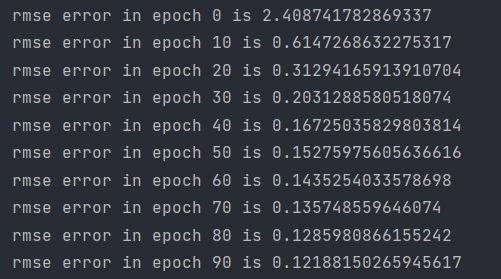 rmse error in epoch 0 is 2.408741782869337
rmse error in epoch 10 is 0.6147268632275317
rmse error in epoch 20 is 0.31294165913910704
rmse error in epoch 30 is 0.2031288580518074
rmse error in epoch 40 is 0.16725035829803814
rmse error in epoch 50 is 0.15275975605636616
rmse error in epoch 60 is 0.1435254033578698
rmse error in epoch 70 is 0.135748559646074
rmse error in epoch 80 is 0.1285980866155242
rmse error in epoch 90 is 0.12188150265945617